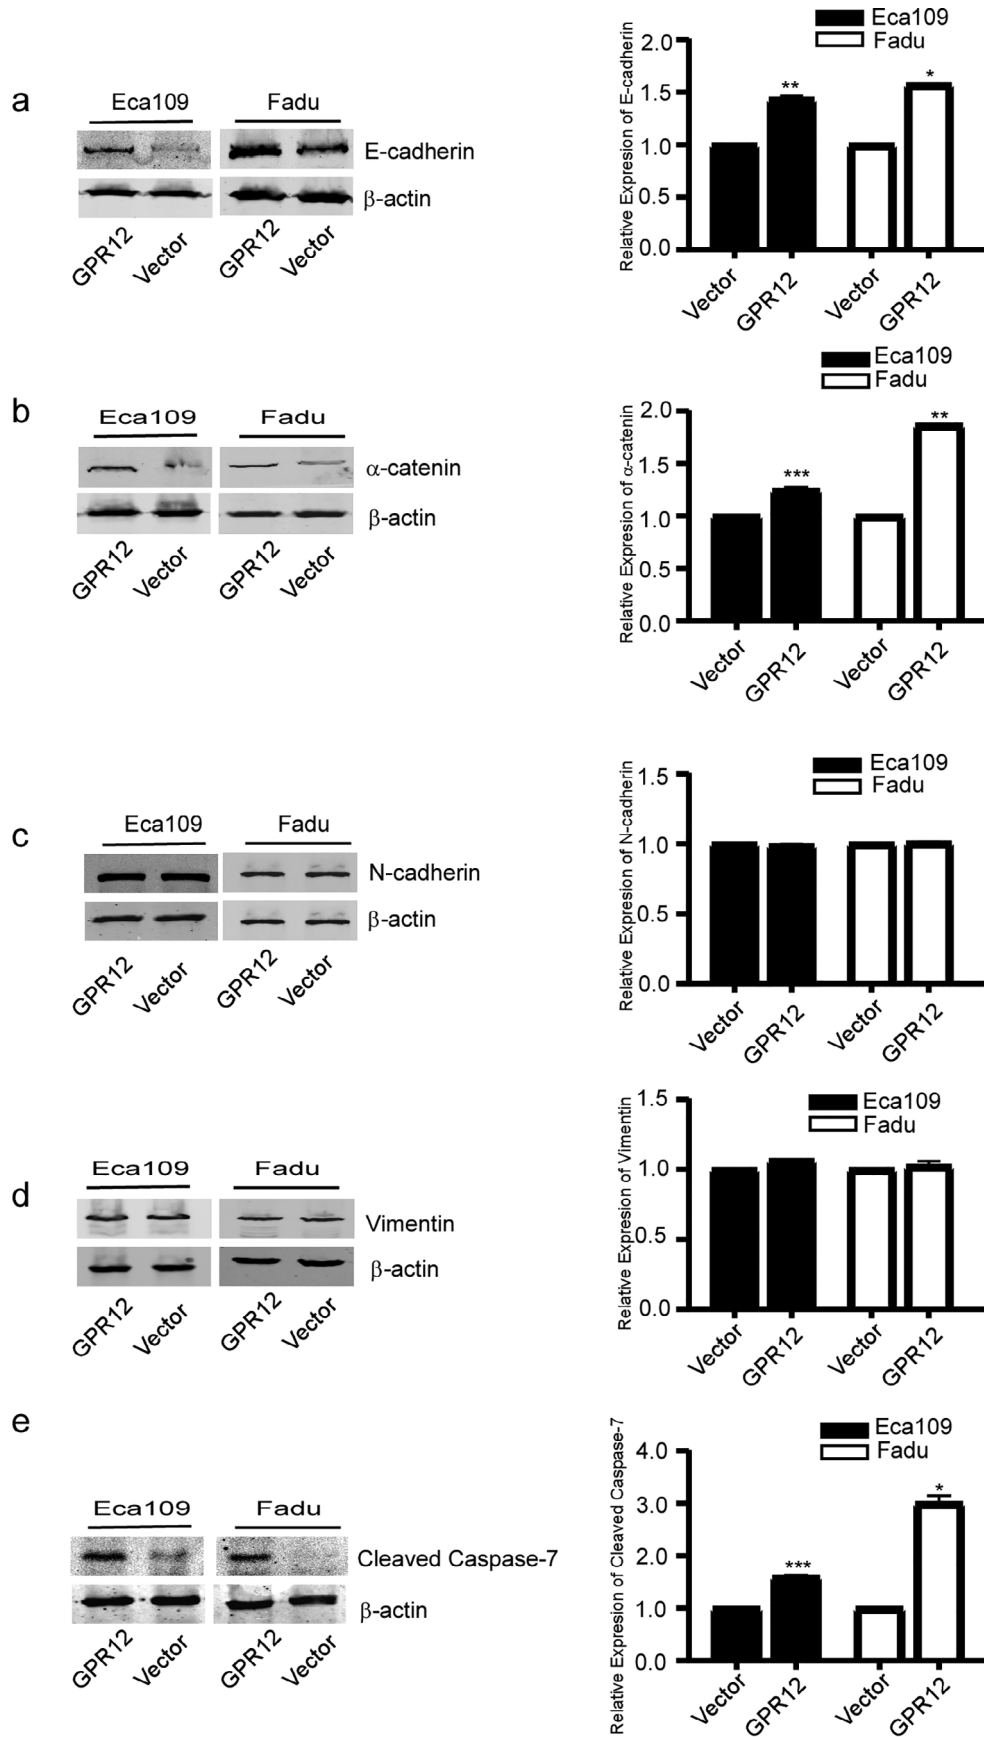 a
Eca109 Fadu
E-cadherin
β-actin
GPR12 Vector GPR12 Vector
Eca109
Fadu
Relative Expresion of E-cadherin
2.0
1.5
1.0
0.5
0.0
** *
Vector GPR12 Vector GPR12
b
Eca109 Fadu
α-catenin
β-actin
GPR12 Vector GPR12 Vector
Eca109
Fadu
Relative Expresion of α-catenin
2.0
1.5
1.0
0.5
0.0
*** **
Vector GPR12 Vector GPR12
c
Eca109 Fadu
N-cadherin
β-actin
GPR12 Vector GPR12 Vector
Eca109
Fadu
Relative Expresion of N-cadherin
1.5
1.0
0.5
0.0
Vector GPR12 Vector GPR12
d
Eca109 Fadu
Vimentin
β-actin
GPR12 Vector GPR12 Vector
Eca109
Fadu
Relative Expresion of Vimentin
1.5
1.0
0.5
0.0
Vector GPR12 Vector GPR12
e
Eca109 Fadu
Cleaved Caspase-7
β-actin
GPR12 Vector GPR12 Vector
Eca109
Fadu
Relative Expresion of Cleaved Caspase-7
4.0
3.0
2.0
1.0
0.0
*** *
Vector GPR12 Vector GPR12